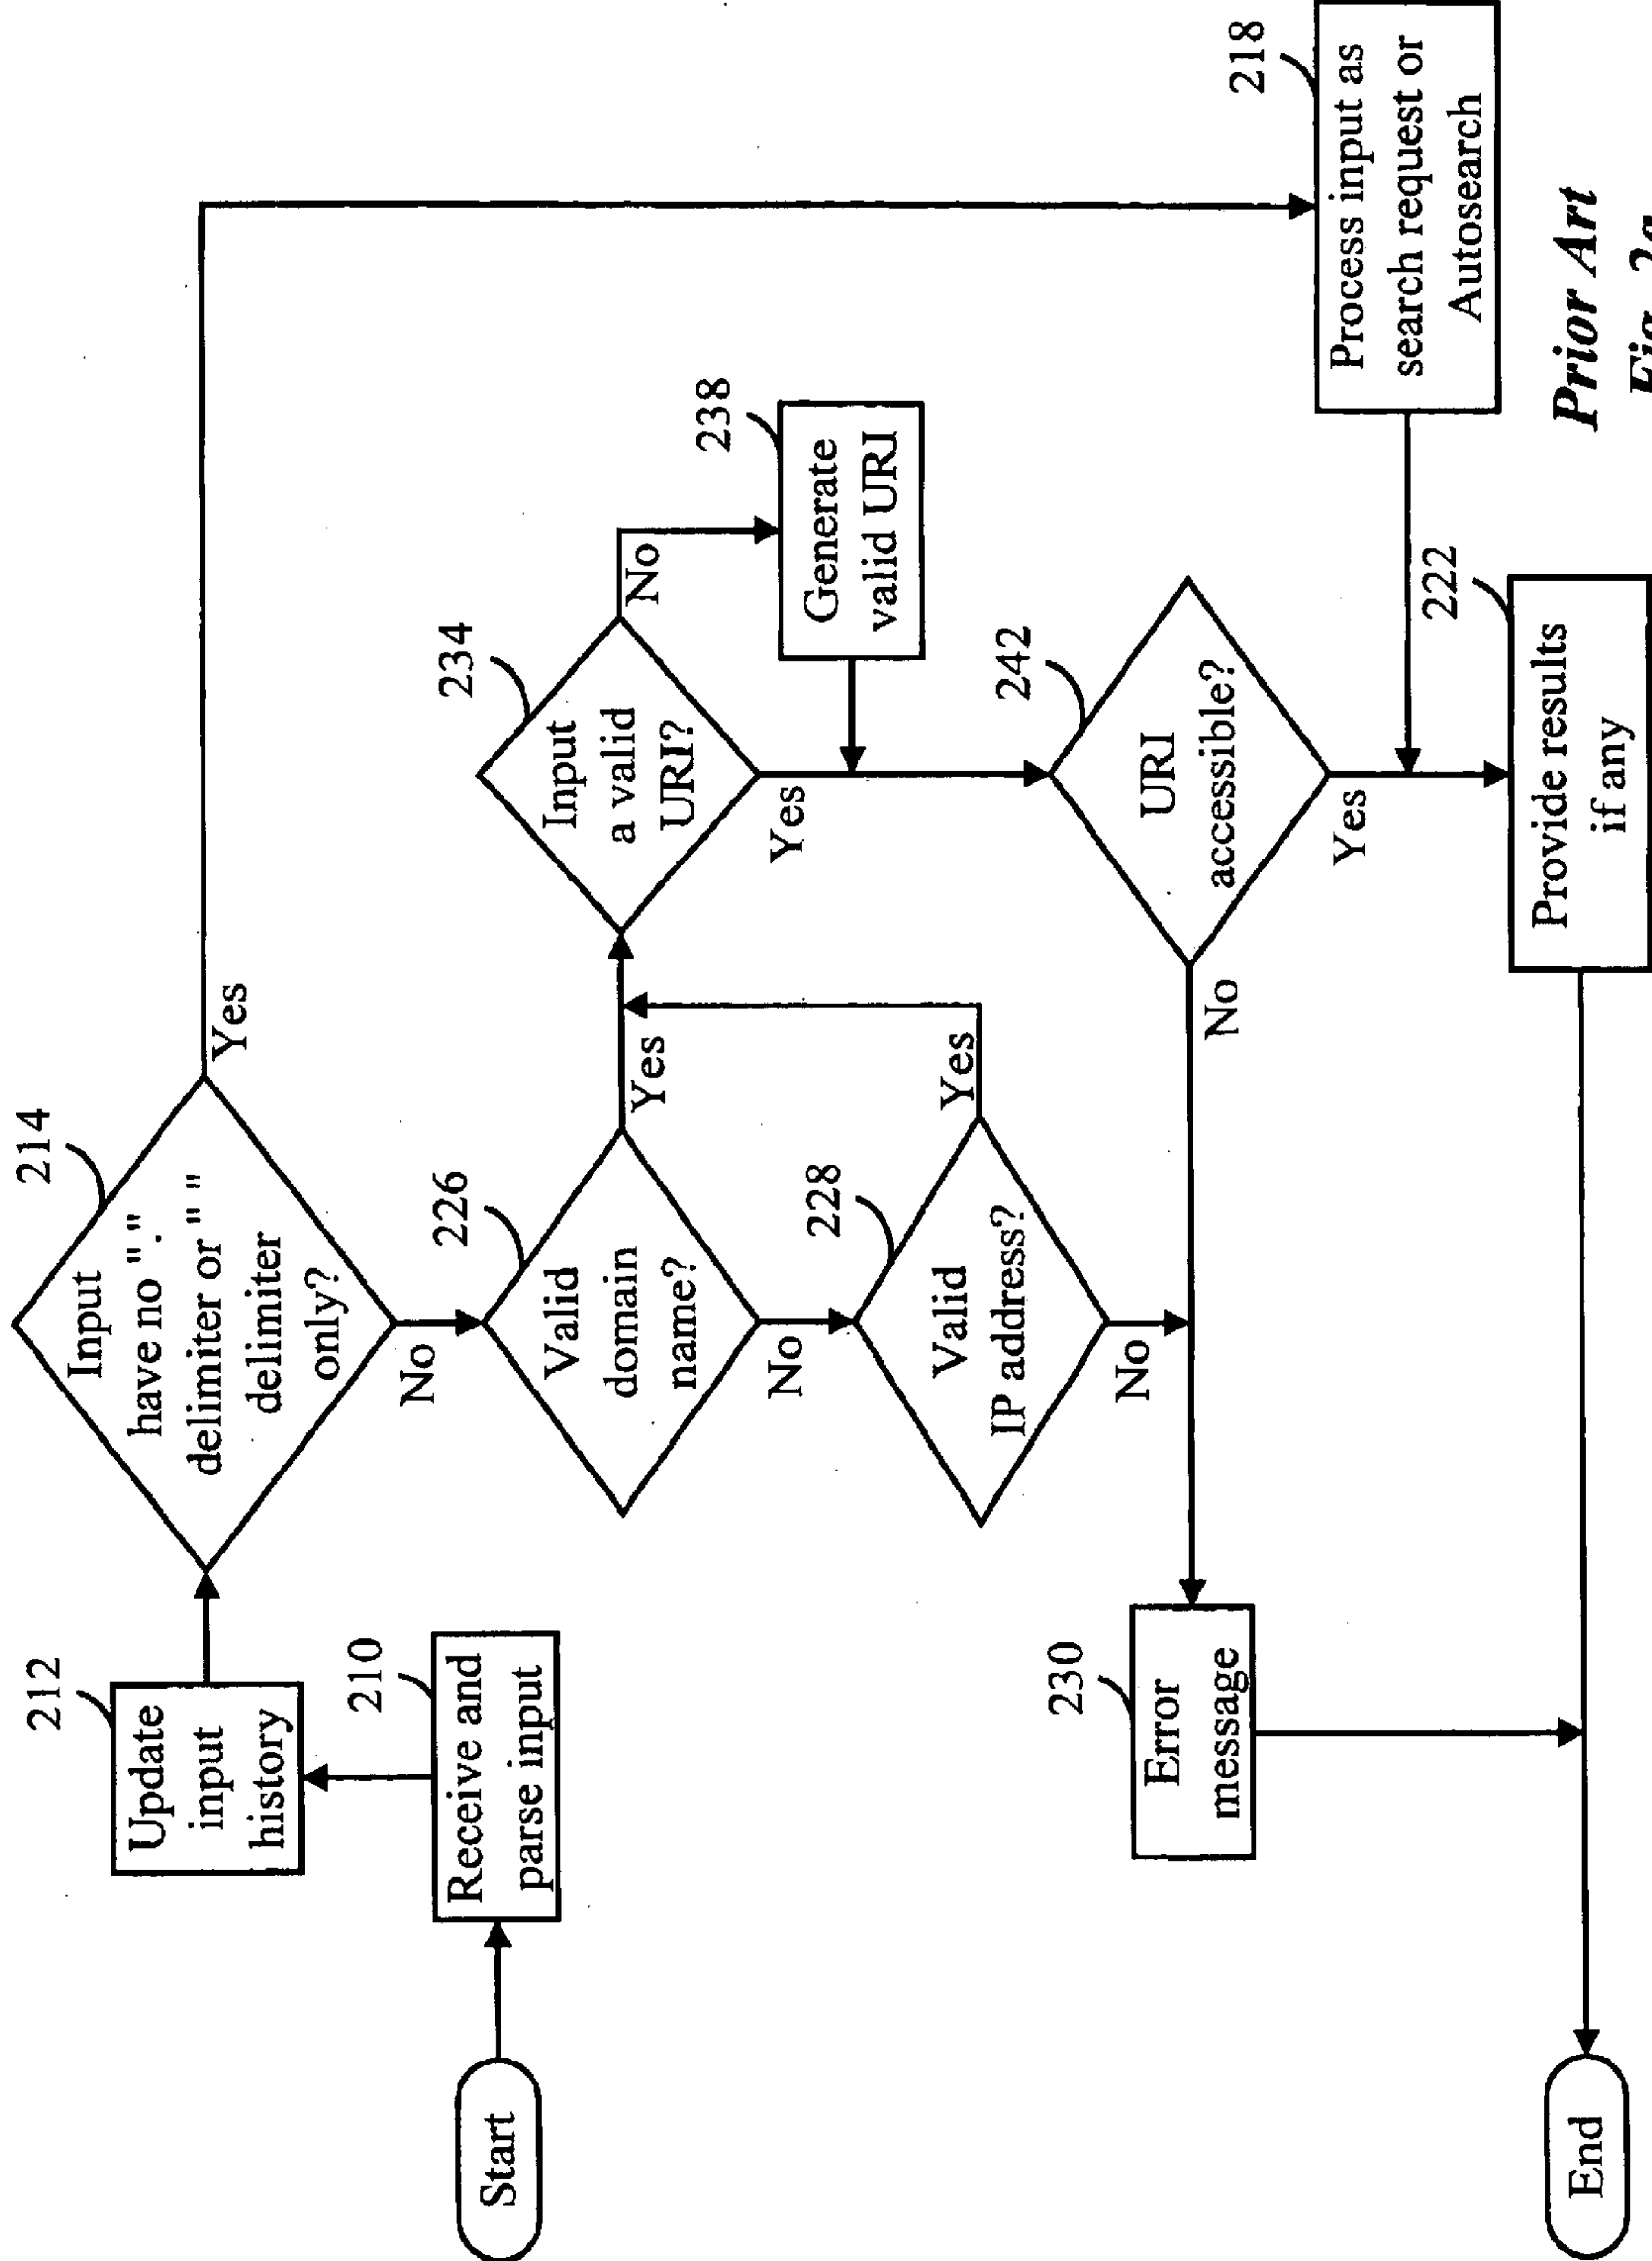 212
Update
input
history
210
Receive and
parse input
Start
214
Input
have no "."
delimiter or " "
delimiter
only?
Yes
No
226
Valid
domain
name?
Yes
No
228
Valid
IP address?
Yes
No
234
Input
a valid
URI?
No
Yes
238
Generate
valid URI
242
URI
accessible?
No
Yes
230
Error
message
218
Process input as
search request or
Autosearch
222
Provide results
if any
End
Prior Art
Fig. 2a